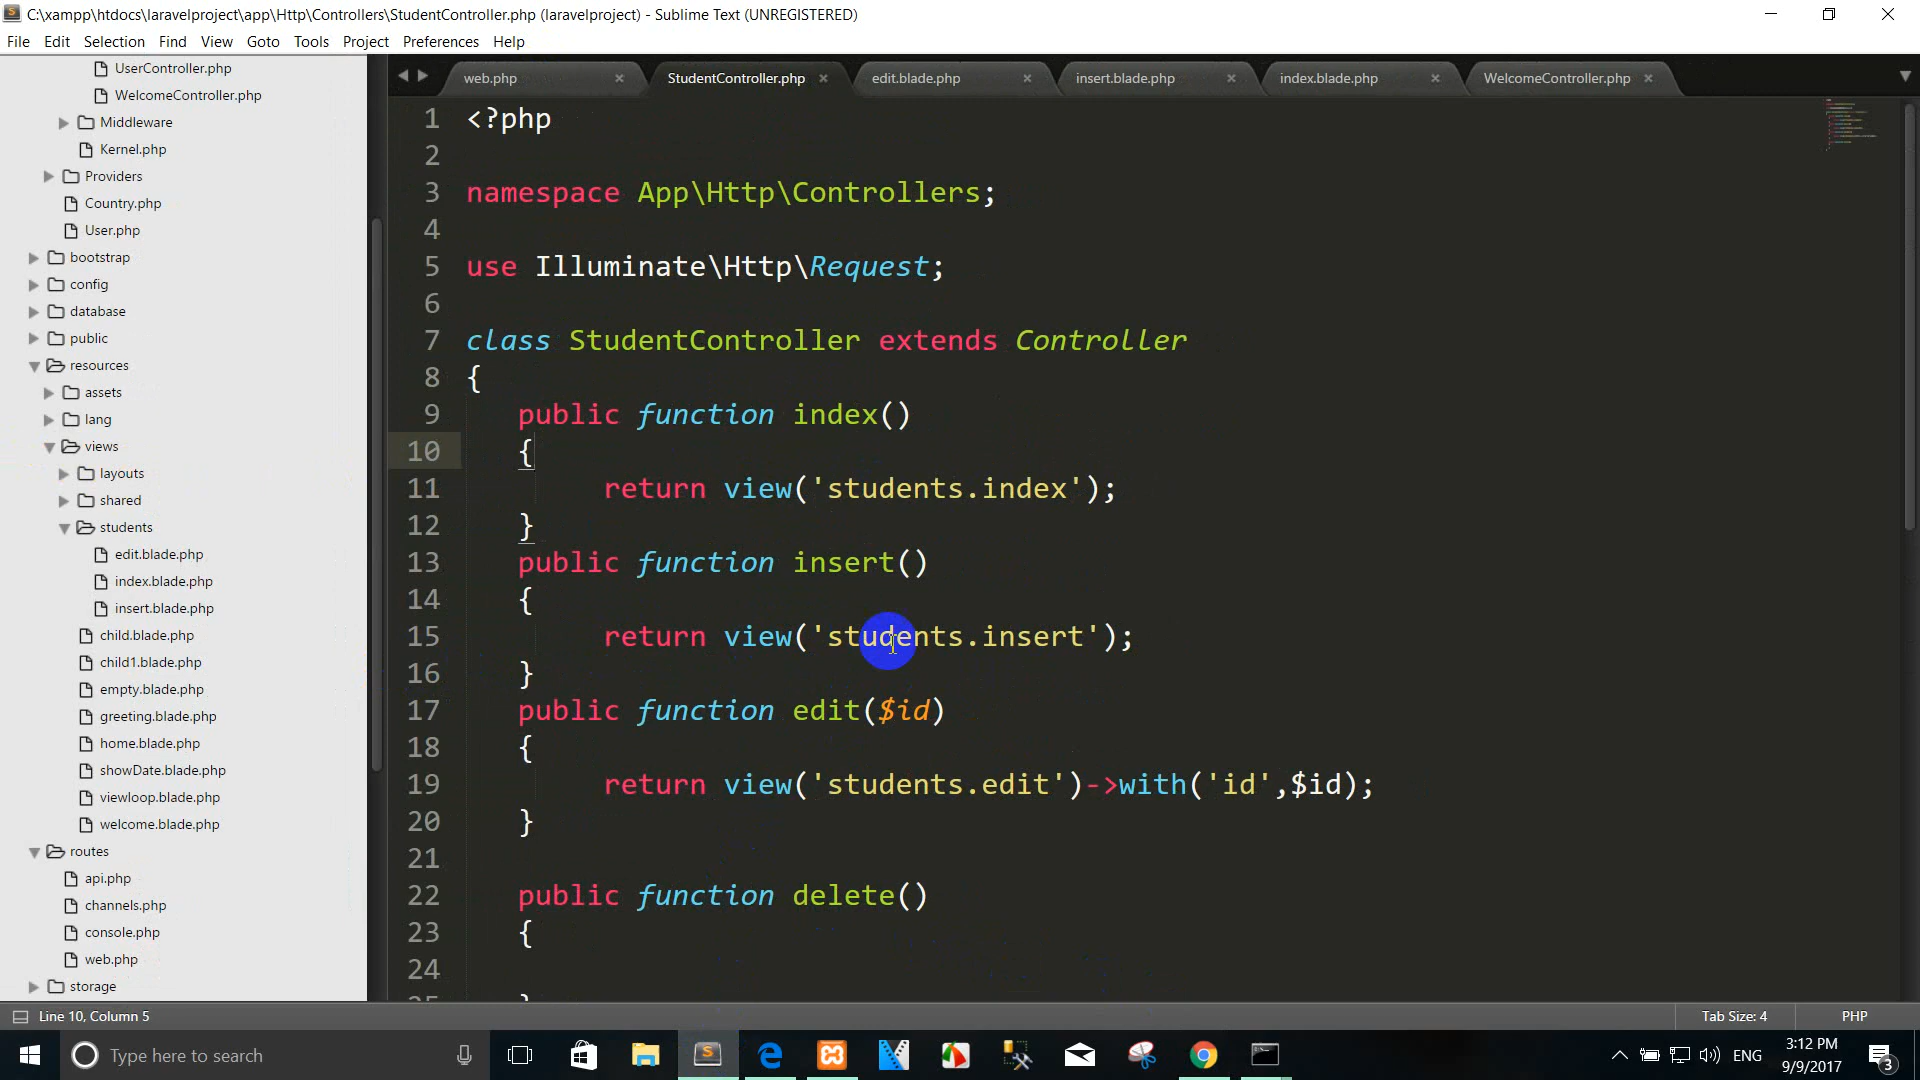 C:\xampp\htdocs\laravelproject\app\Http\Controllers\StudentController.php (laravelproject) - Sublime Text (UNREGISTERED)
File Edit Selection Find View Goto Tools Project Preferences Help
UserController.php
WelcomeController.php
Middleware
Kernel.php
Providers
Country.php
User.php
bootstrap
config
database
public
resources
assets
lang
views
layouts
shared
students
edit.blade.php
index.blade.php
insert.blade.php
child.blade.php
child1.blade.php
empty.blade.php
greeting.blade.php
home.blade.php
showDate.blade.php
viewloop.blade.php
welcome.blade.php
routes
api.php
channels.php
console.php
web.php
storage
web.php StudentController.php edit.blade.php insert.blade.php index.blade.php WelcomeController.php
1 <?php
2
3 namespace App\Http\Controllers;
4
5 use Illuminate\Http\Request;
6
7 class StudentController extends Controller
8 {
9 public function index()
10 {
11 return view('students.index');
12 }
13 public function insert()
14 {
15 return view('students.insert');
16 }
17 public function edit($id)
18 {
19 return view('students.edit')->with('id',$id);
20 }
21
22 public function delete()
23 {
24
Line 10, Column 5 Tab Size: 4 PHP
Type here to search ENG 3:12 PM
9/9/2017 3